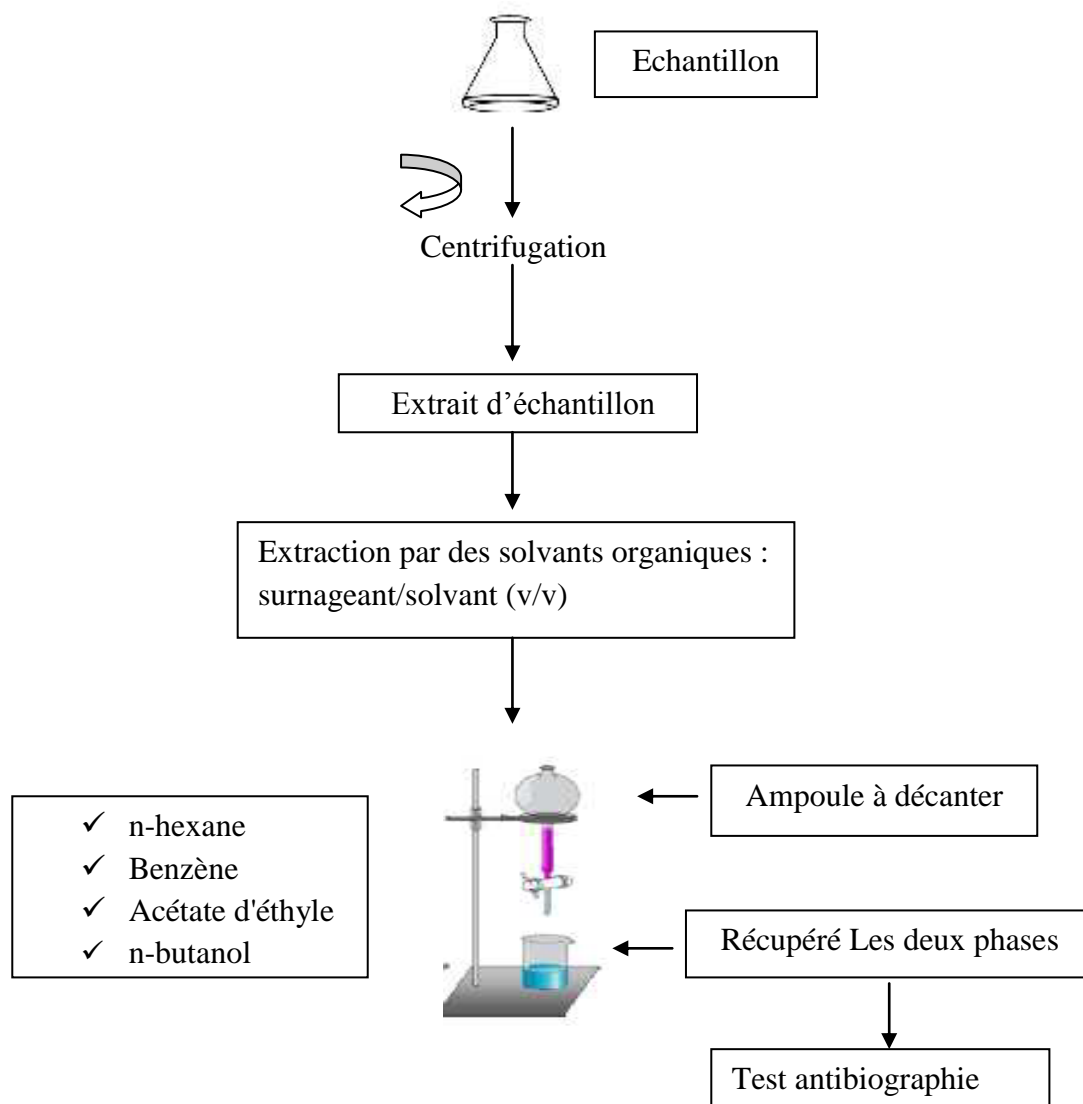 Echantillon
Centrifugation
Extrait d'échantillon
Extraction par des solvants organiques :
surnageant/solvant (v/v)
Ampoule à décanter
✓ n-hexane
✓ Benzène
✓ Acétate d'éthyle
✓ n-butanol
Récupéré Les deux phases
Test antibiographie